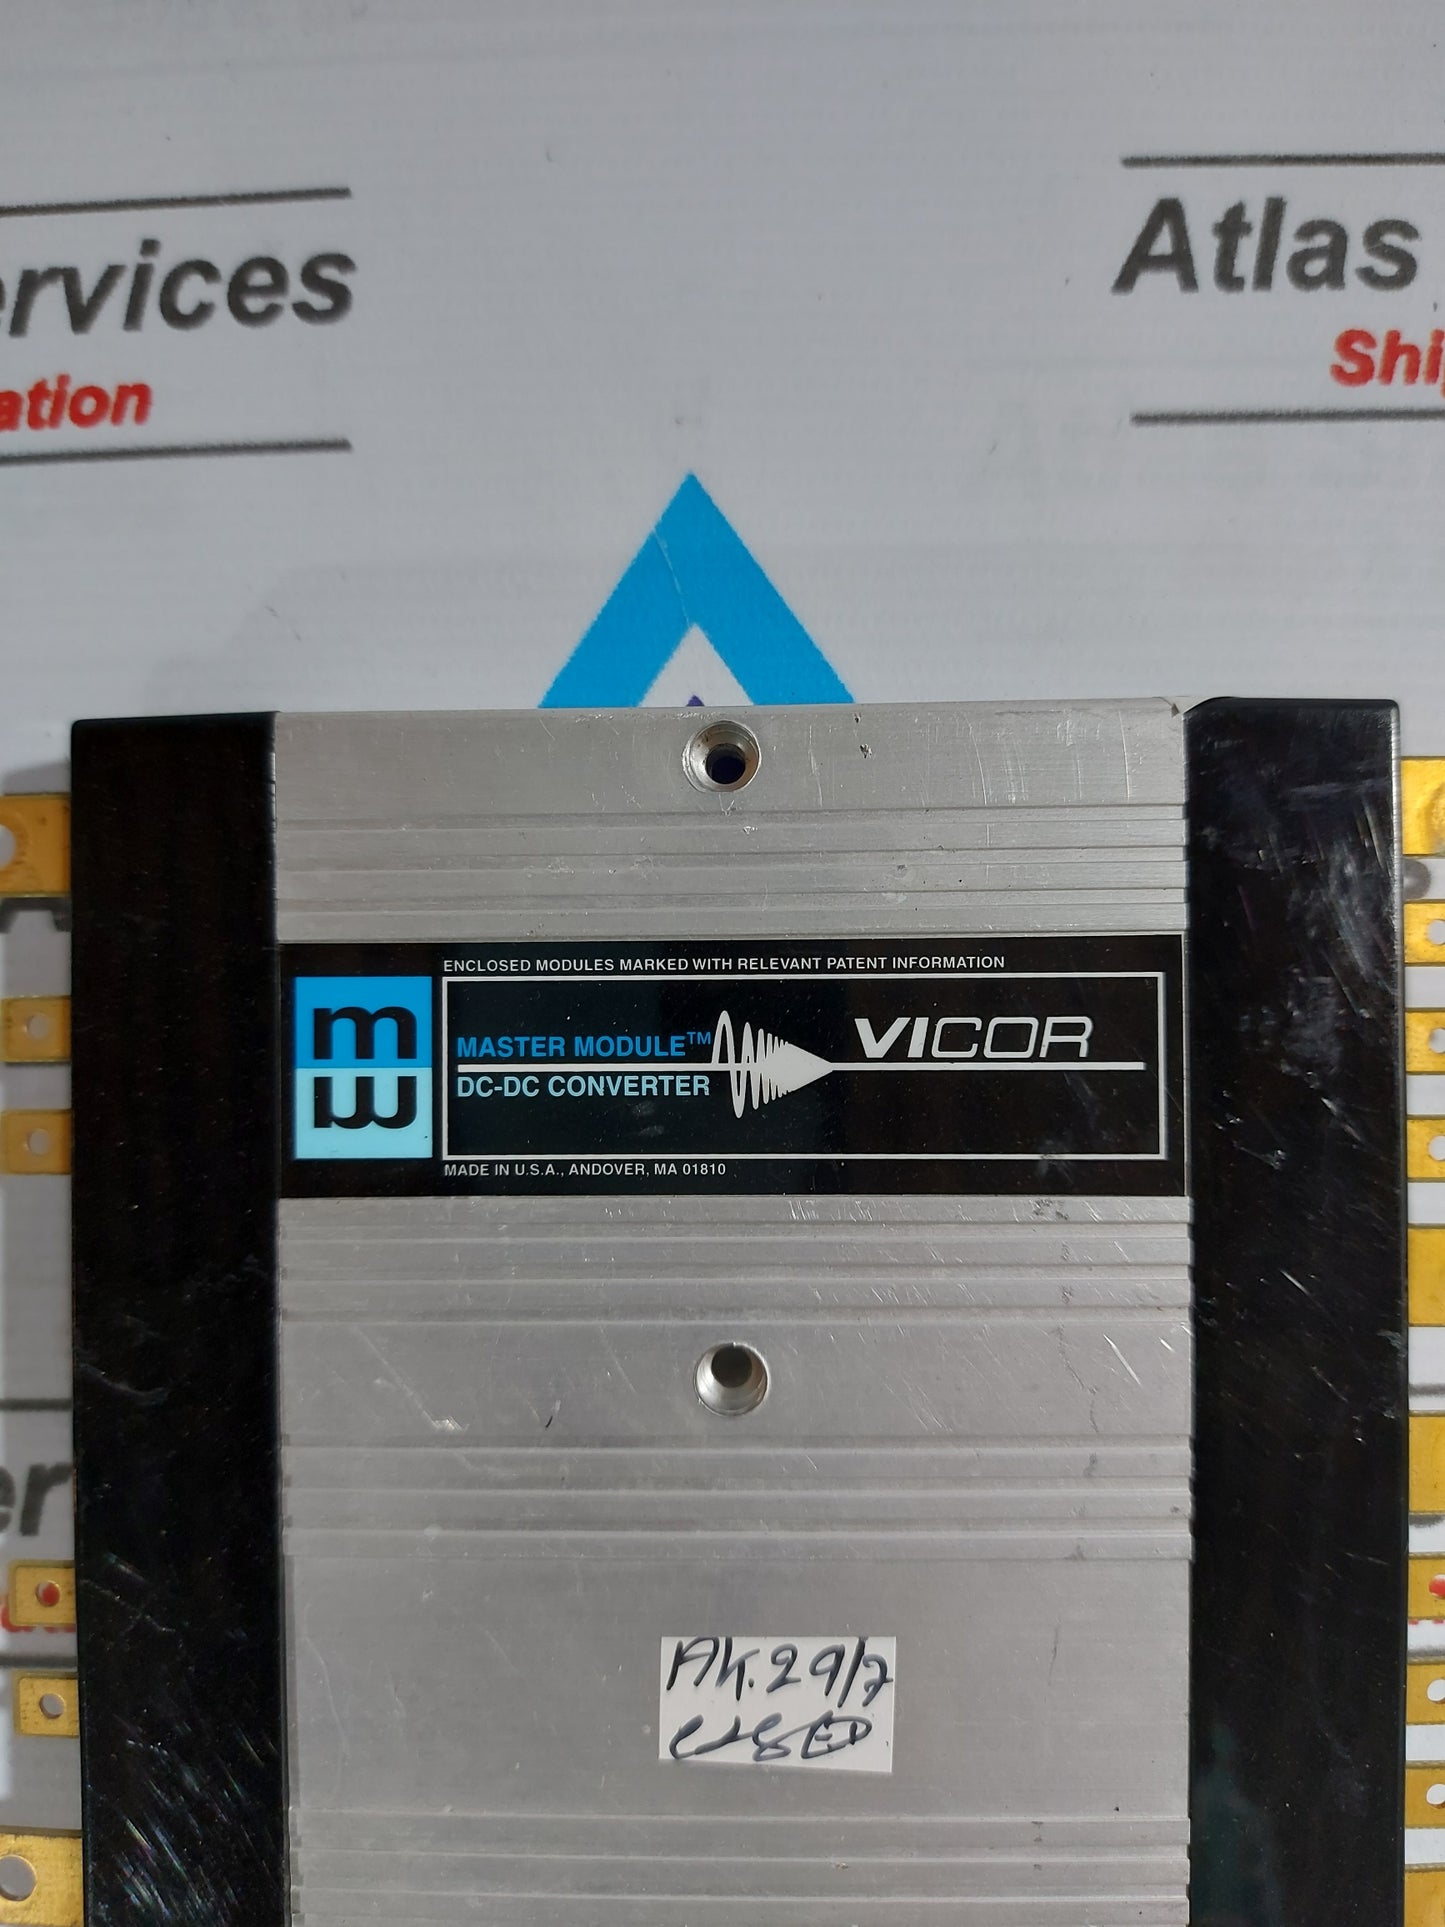 ervices
ation
Atlas
Shi
ENCLOSED MODULES MARKED WITH RELEVANT PATENT INFORMATION
MASTER MODULE™
VICOR
DC-DC CONVERTER
MADE IN U.S.A., ANDOVER, MA 01810
er
AK.29/7
USED